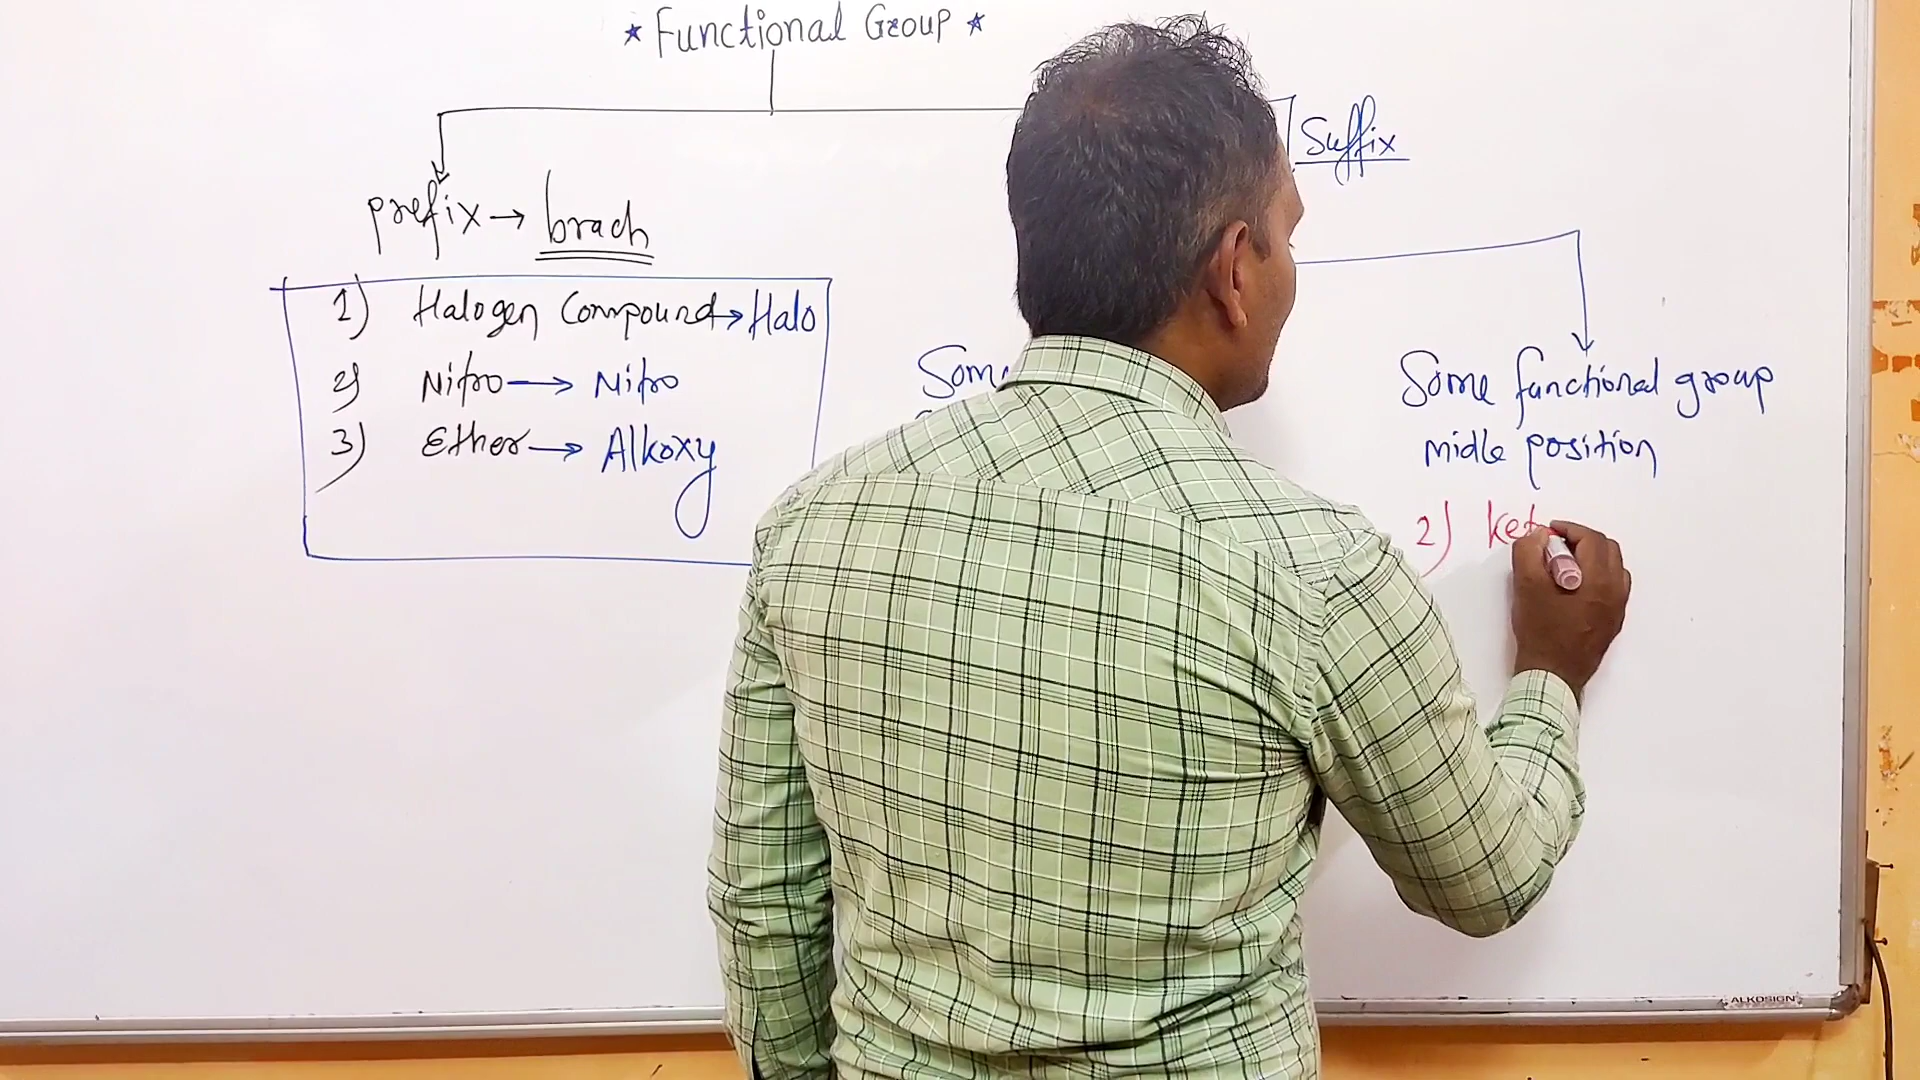 * Functional Group *
Suffix
prefix → brach
1) Halogen Compound → Halo
2) Nitro → Nitro
3) Ether → Alkoxy
Some
Some functional group
midle position
2) Ket
ALKOSIGN